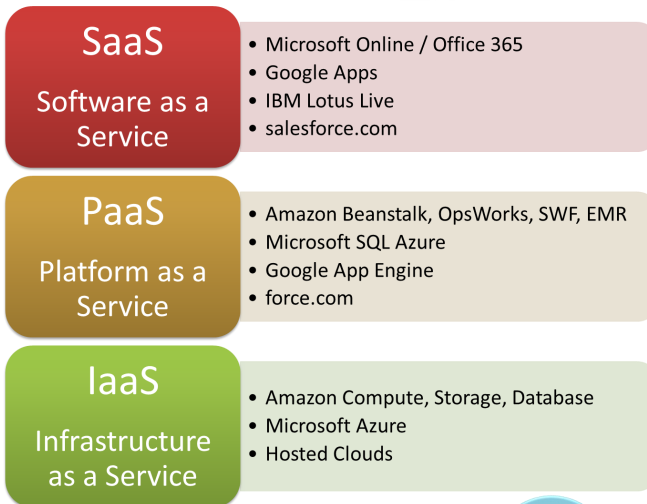 SaaS
Software as a
Service
• Microsoft Online / Office 365
• Google Apps
• IBM Lotus Live
• salesforce.com
PaaS
Platform as a
Service
• Amazon Beanstalk, OpsWorks, SWF, EMR
• Microsoft SQL Azure
• Google App Engine
• force.com
IaaS
Infrastructure
as a Service
• Amazon Compute, Storage, Database
• Microsoft Azure
• Hosted Clouds